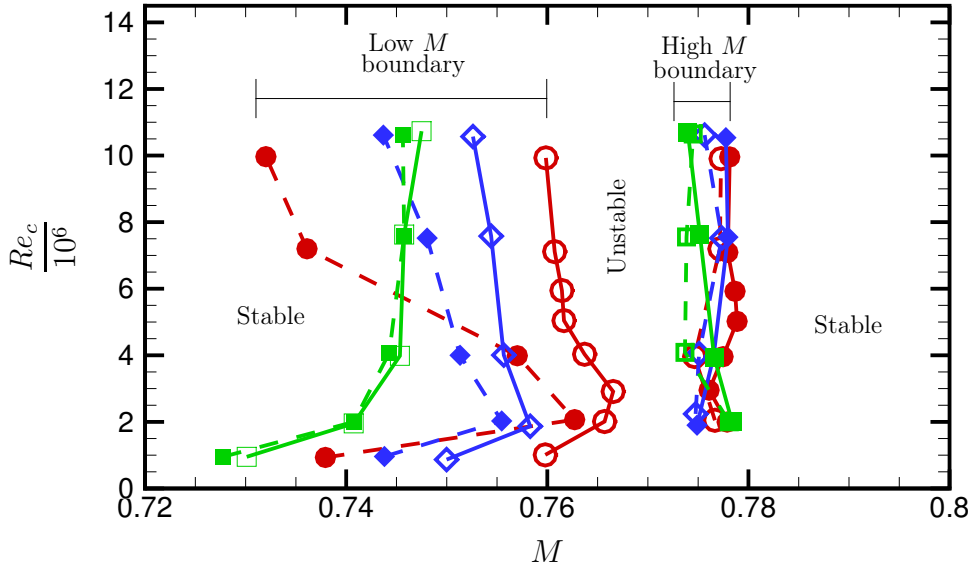 14
12
10
8
6
4
2
0
Re_c
10^6
Low M
boundary
High M
boundary
Stable
Unstable
Stable
0.72
0.74
0.76
0.78
0.8
M